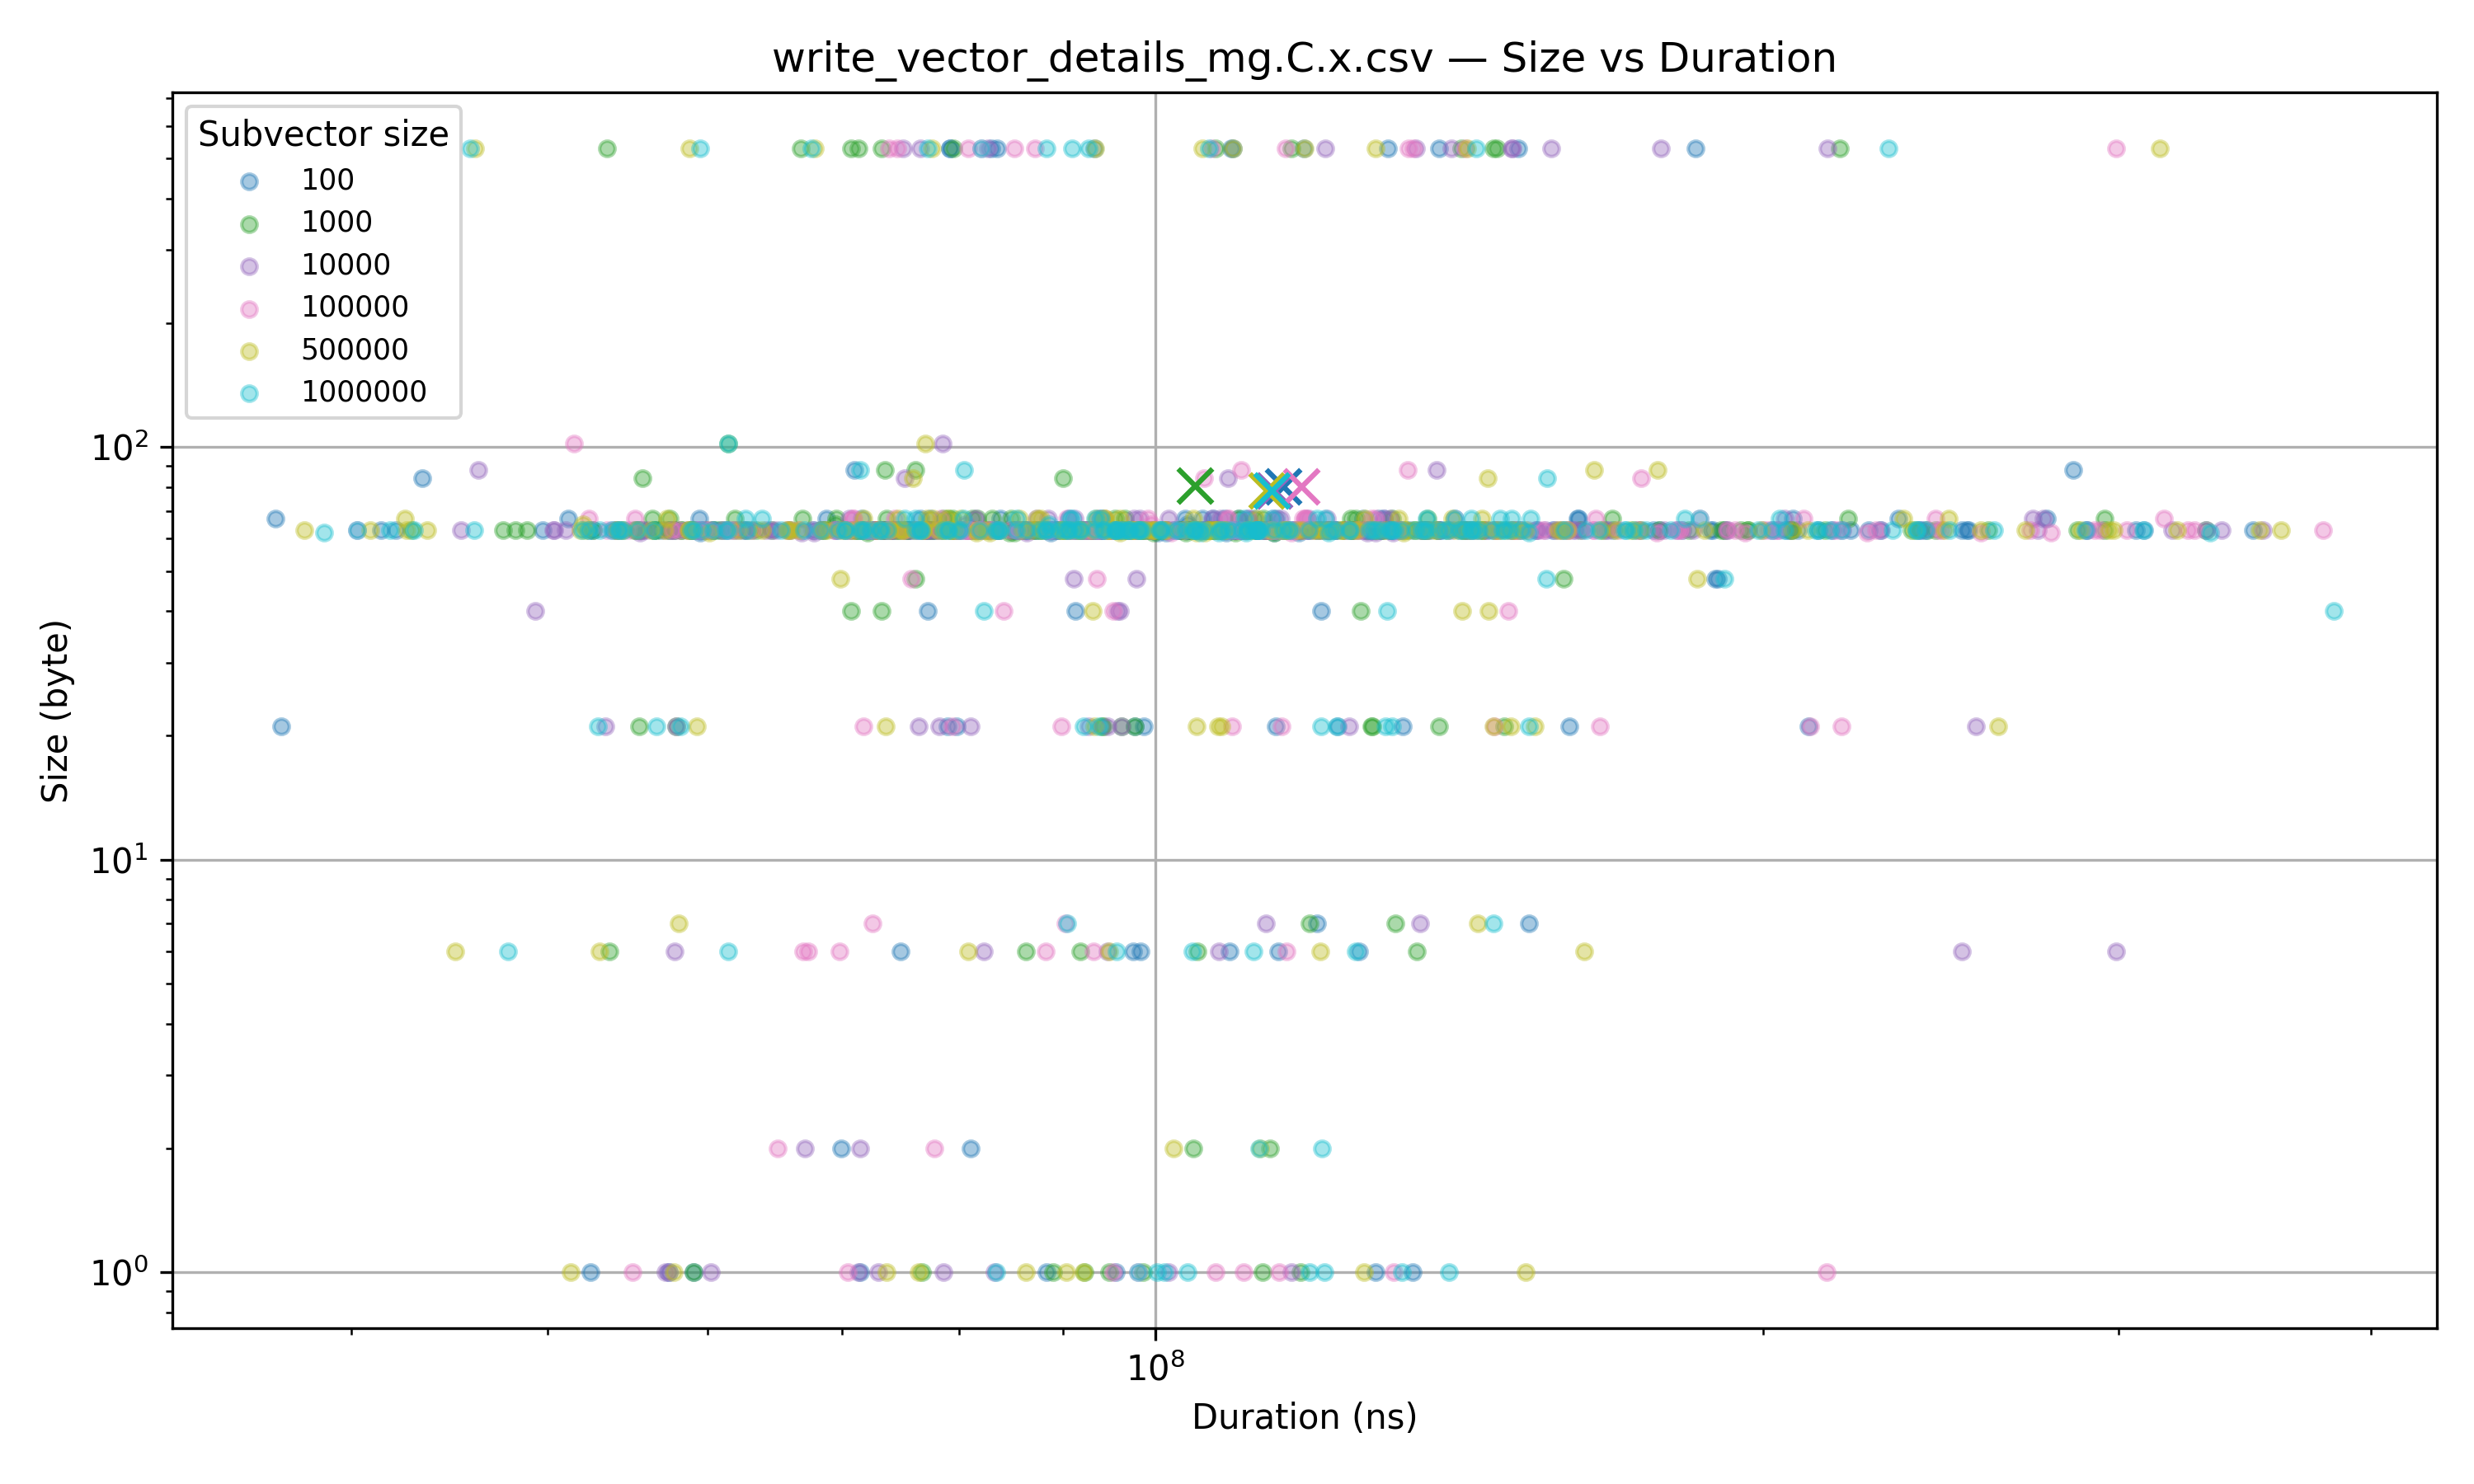 write_vector_details_mg.C.x.csv — Size vs Duration
Subvector size
100
1000
10000
100000
500000
1000000
10²
10¹
10⁰
Size (byte)
10⁸
Duration (ns)